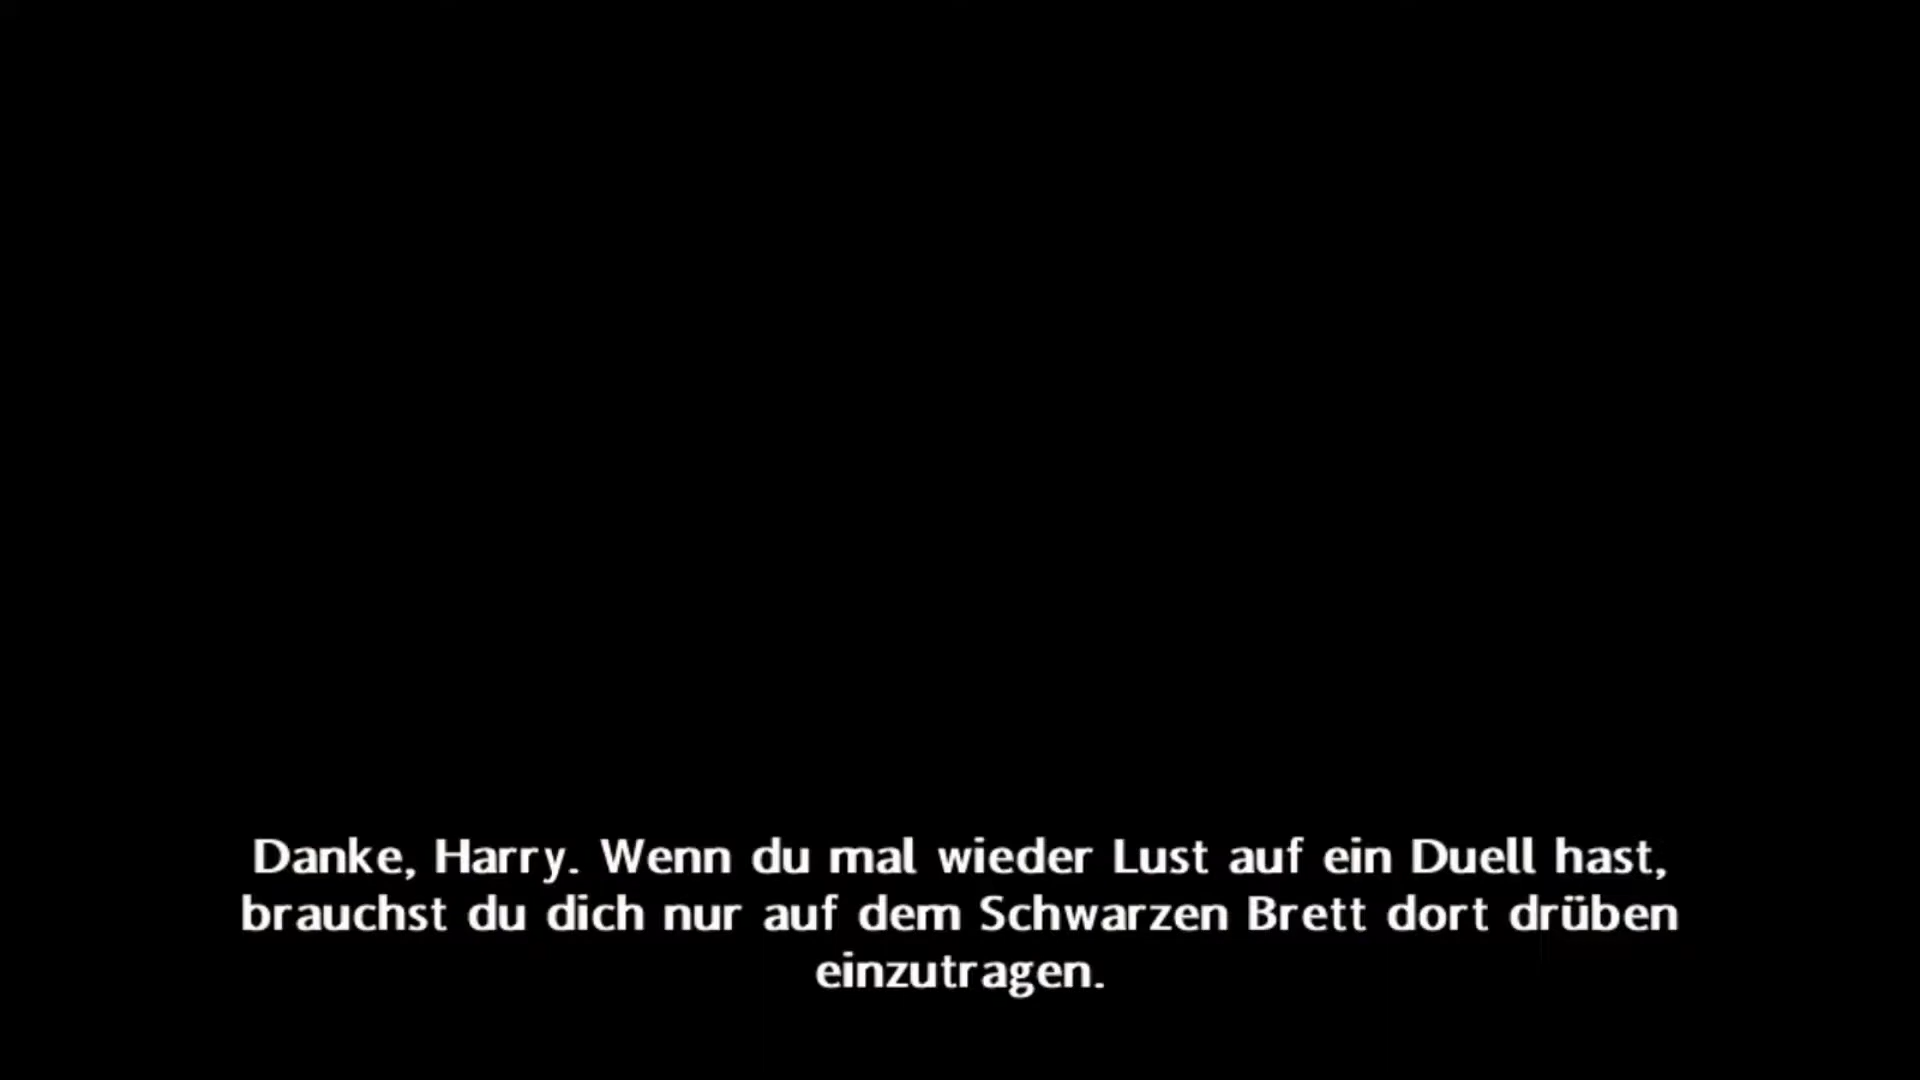 Danke, Harry. Wenn du mal wieder Lust auf ein Duell hast,
brauchst du dich nur auf dem Schwarzen Brett dort drüben
einzutragen.